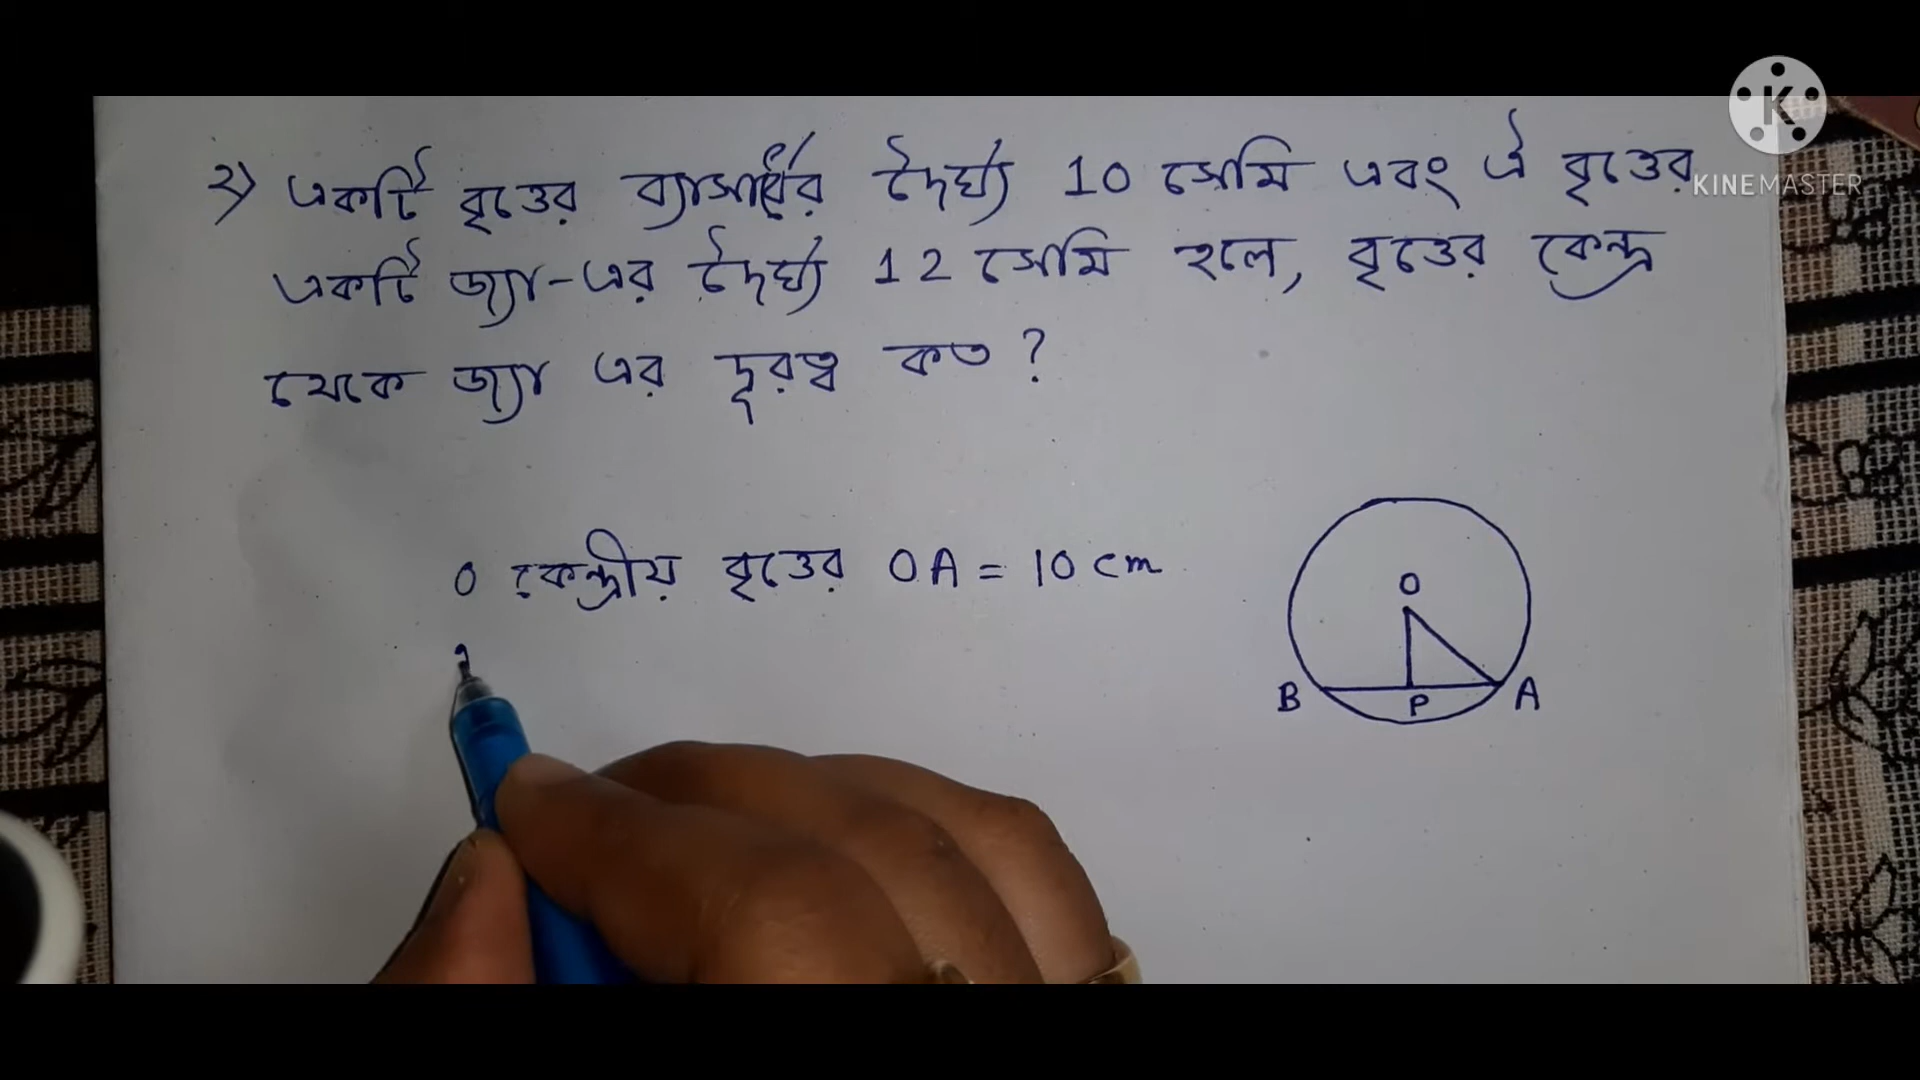 ২) একটি বৃত্তের ব্যাসার্ধের দৈর্ঘ্য 10 সেমি এবং ঐ বৃত্তের
একটি জ্যা-এর দৈর্ঘ্য 12 সেমি হলে, বৃত্তের কেন্দ্র
থেকে জ্যা এর দূরত্ব কত ?
O কেন্দ্রীয় বৃত্তের OA = 10 cm
O
B P A
K
KINEMASTER